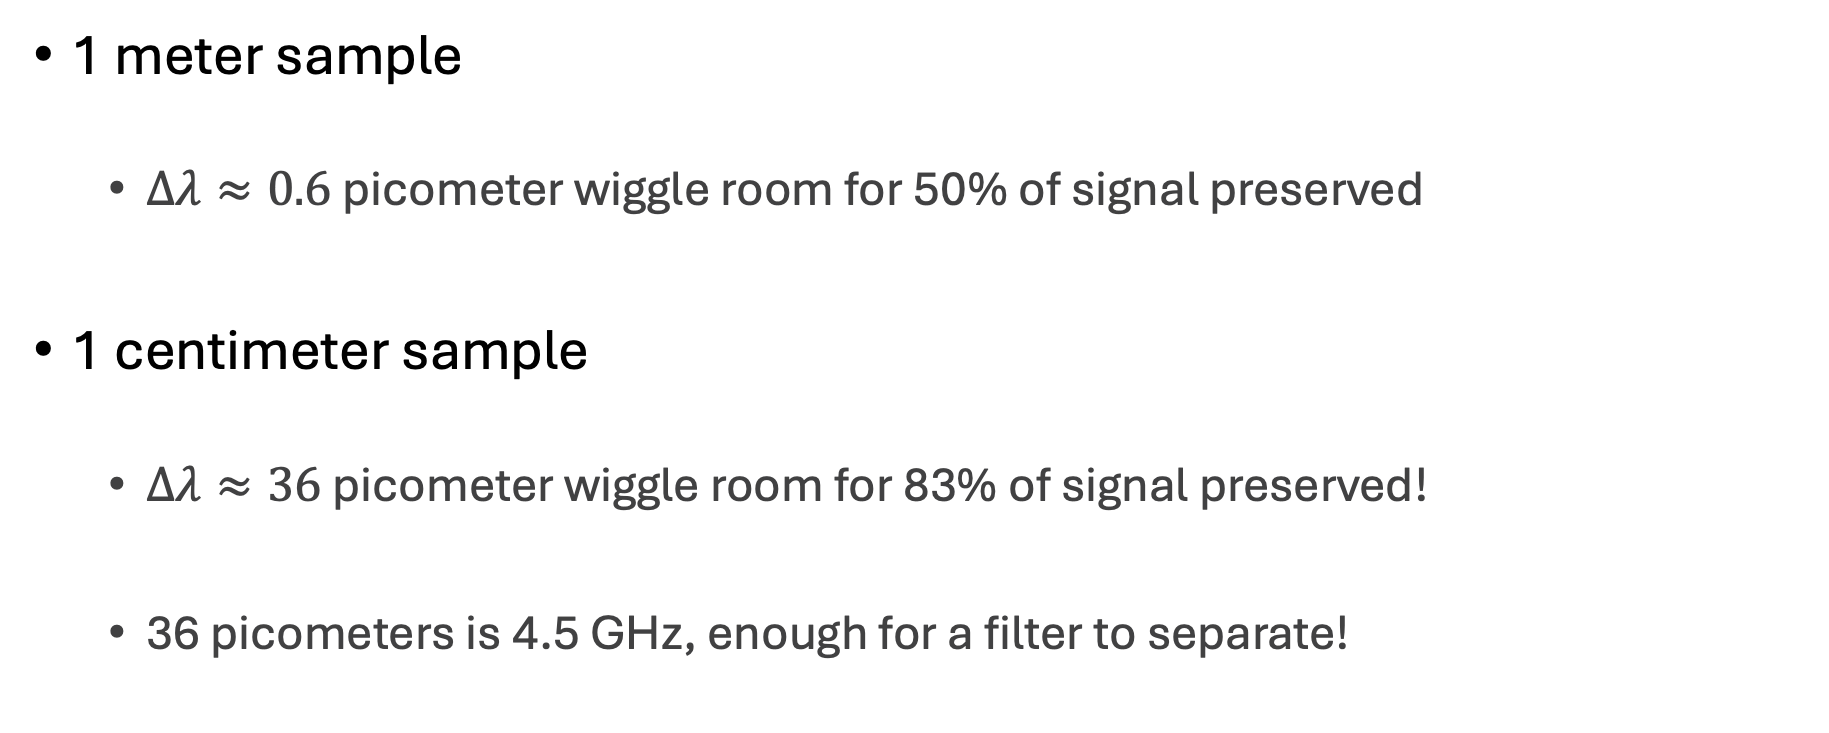 • 1 meter sample
• Δ𝜆 ≈ 0.6 picometer wiggle room for 50% of signal preserved
• 1 centimeter sample
• Δ𝜆 ≈ 36 picometer wiggle room for 83% of signal preserved!
• 36 picometers is 4.5 GHz, enough for a filter to separate!